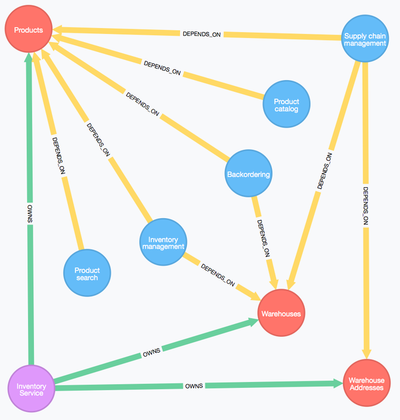 Products
DEPENDS_ON
Supply chain
management
DEPENDS_ON
Product
catalog
DEPENDS_ON
DEPENDS_ON
DEPENDS_ON
Backordering
DEPENDS_ON
DEPENDS_ON
OWNS
DEPENDS_ON
Inventory
management
DEPENDS_ON
Product
search
DEPENDS_ON
Warehouses
OWNS
Inventory
Service
OWNS
Warehouse
Addresses